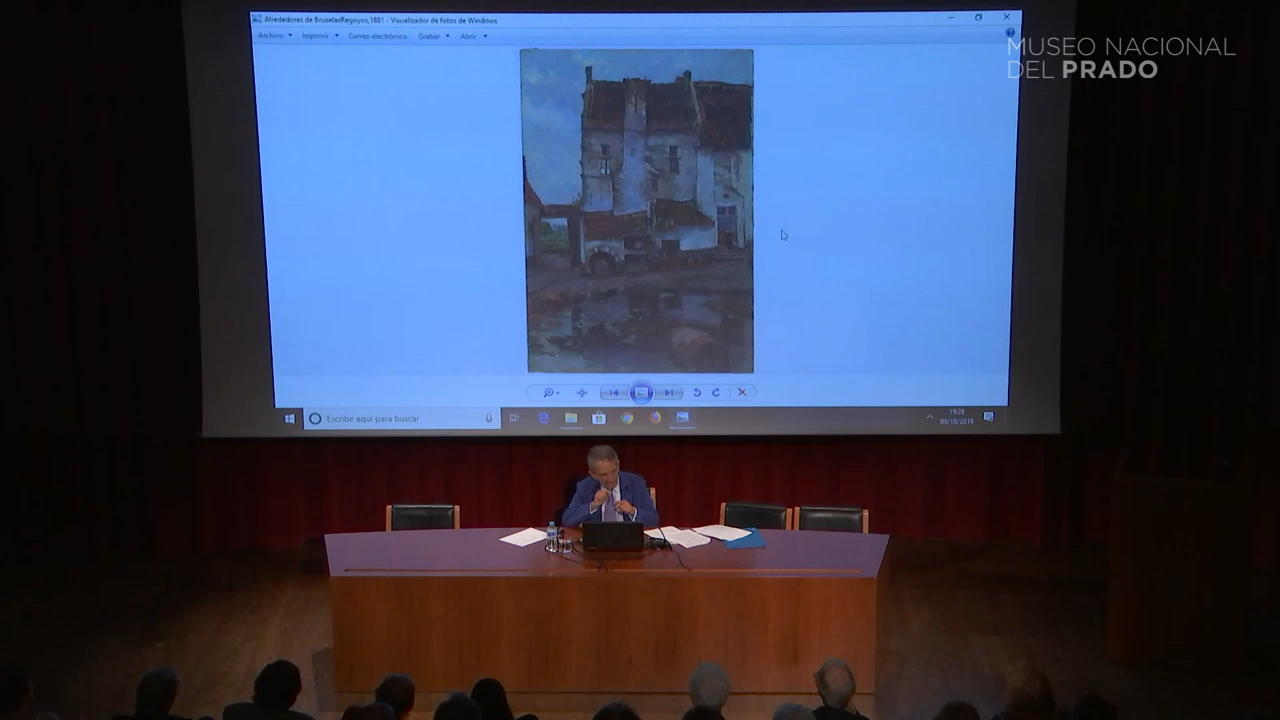 Alrededores de BruselasRegoyos,1881 - Visualizador de fotos de Windows
Archivo Imprimir Correo electrónico Grabar Abrir
MUSEO NACIONAL
DEL PRADO
Escribe aquí para buscar
19:28
09/10/2019